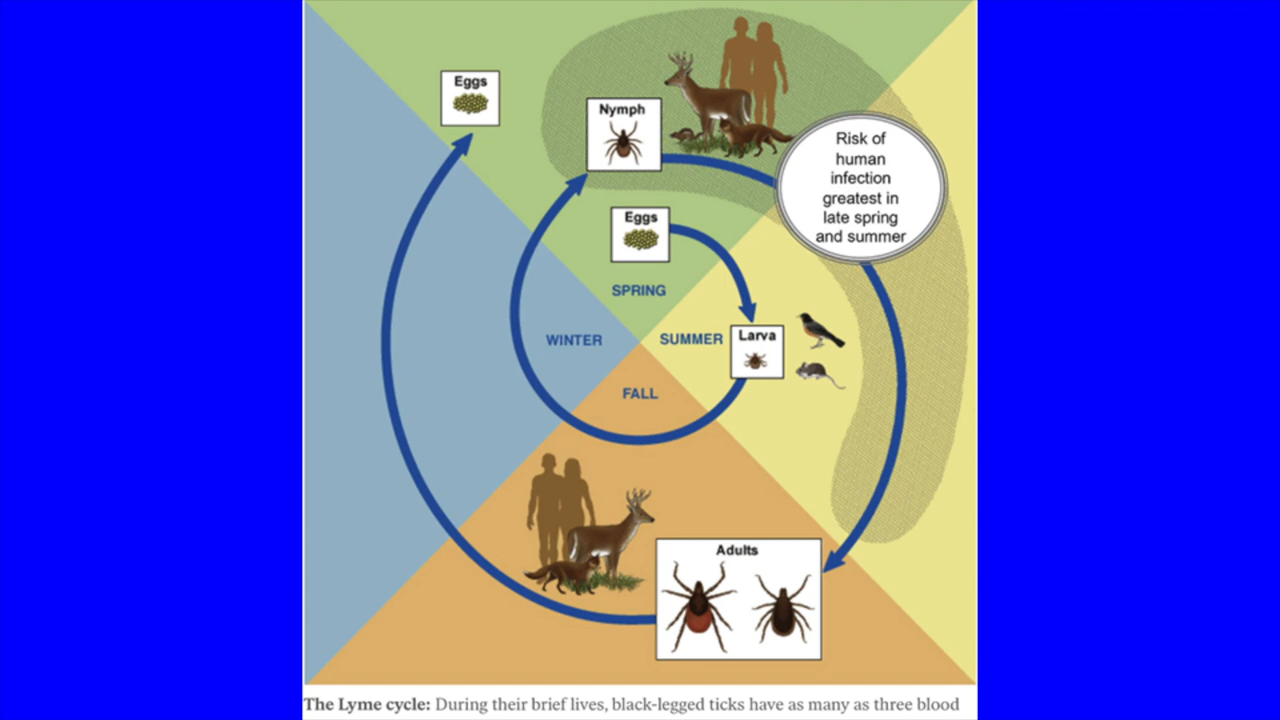 Eggs
Nymph
Risk of
human
infection
greatest in
late spring
and summer
Eggs
SPRING
WINTER
SUMMER
Larva
FALL
Adults
The Lyme cycle: During their brief lives, black-legged ticks have as many as three blood